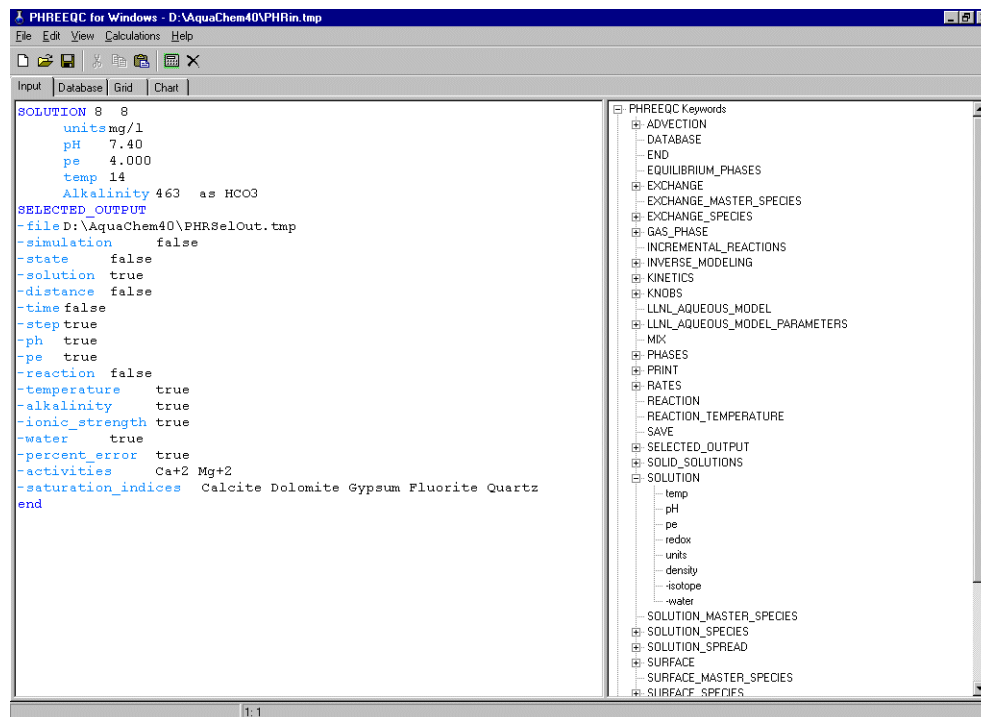 PHREEQC for Windows - D:\AquaChem40\PHRin.tmp
File Edit View Calculations Help
Input Database Grid Chart
SOLUTION 8 8
units mg/l
pH 7.40
pe 4.000
temp 14
Alkalinity 463 as HCO3
SELECTED_OUTPUT
-file D:\AquaChem40\PHRSelOut.tmp
-simulation false
-state false
-solution true
-distance false
-time false
-step true
-ph true
-pe true
-reaction false
-temperature true
-alkalinity true
-ionic_strength true
-water true
-percent_error true
-activities Ca+2 Mg+2
-saturation_indices Calcite Dolomite Gypsum Fluorite Quartz
end
PHREEQC Keywords
ADVECTION
DATABASE
END
EQUILIBRIUM_PHASES
EXCHANGE
EXCHANGE_MASTER_SPECIES
EXCHANGE_SPECIES
GAS_PHASE
INCREMENTAL_REACTIONS
INVERSE_MODELING
KINETICS
KNOBS
LLNL_AQUEOUS_MODEL
LLNL_AQUEOUS_MODEL_PARAMETERS
MIX
PHASES
PRINT
RATES
REACTION
REACTION_TEMPERATURE
SAVE
SELECTED_OUTPUT
SOLID_SOLUTIONS
SOLUTION
temp
pH
pe
redox
units
density
-isotope
-water
SOLUTION_MASTER_SPECIES
SOLUTION_SPECIES
SOLUTION_SPREAD
SURFACE
SURFACE_MASTER_SPECIES
SURFACE_SPECIES
1: 1